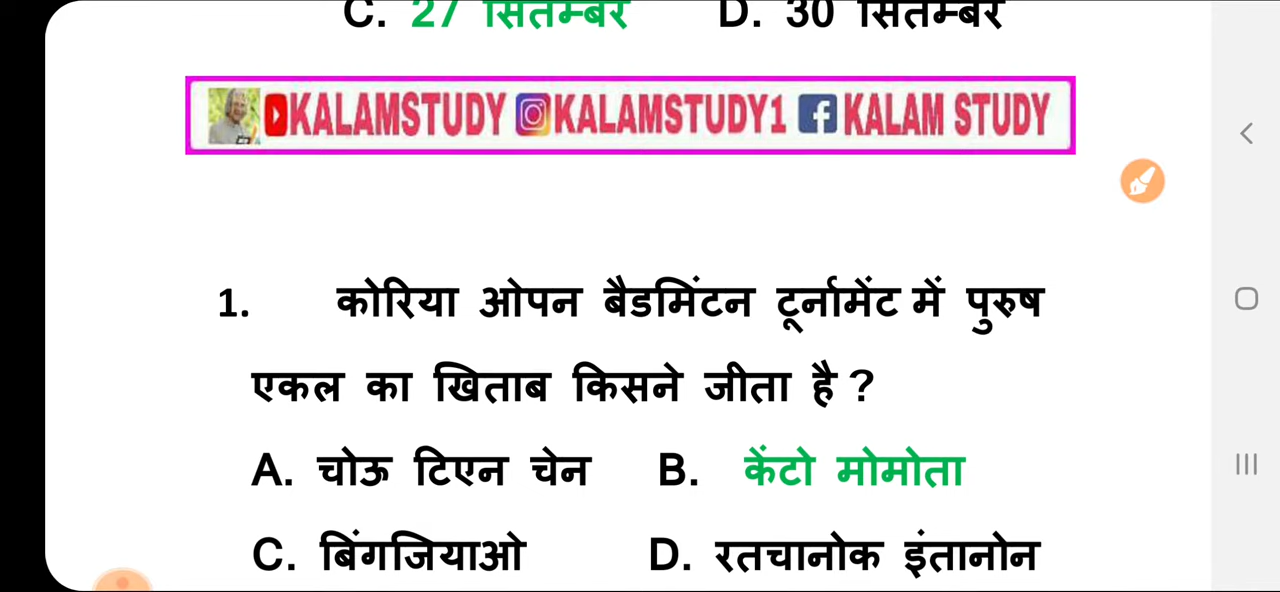 C. 27 सितम्बर D. 30 सितम्बर
KALAMSTUDY KALAMSTUDY1 KALAM STUDY
1. कोरिया ओपन बैडमिंटन टूर्नामेंट में पुरुष
एकल का खिताब किसने जीता है ?
A. चोऊ टिएन चेन B. केंटो मोमोता
C. बिंगजियाओ D. रतचानोक इंतानोन